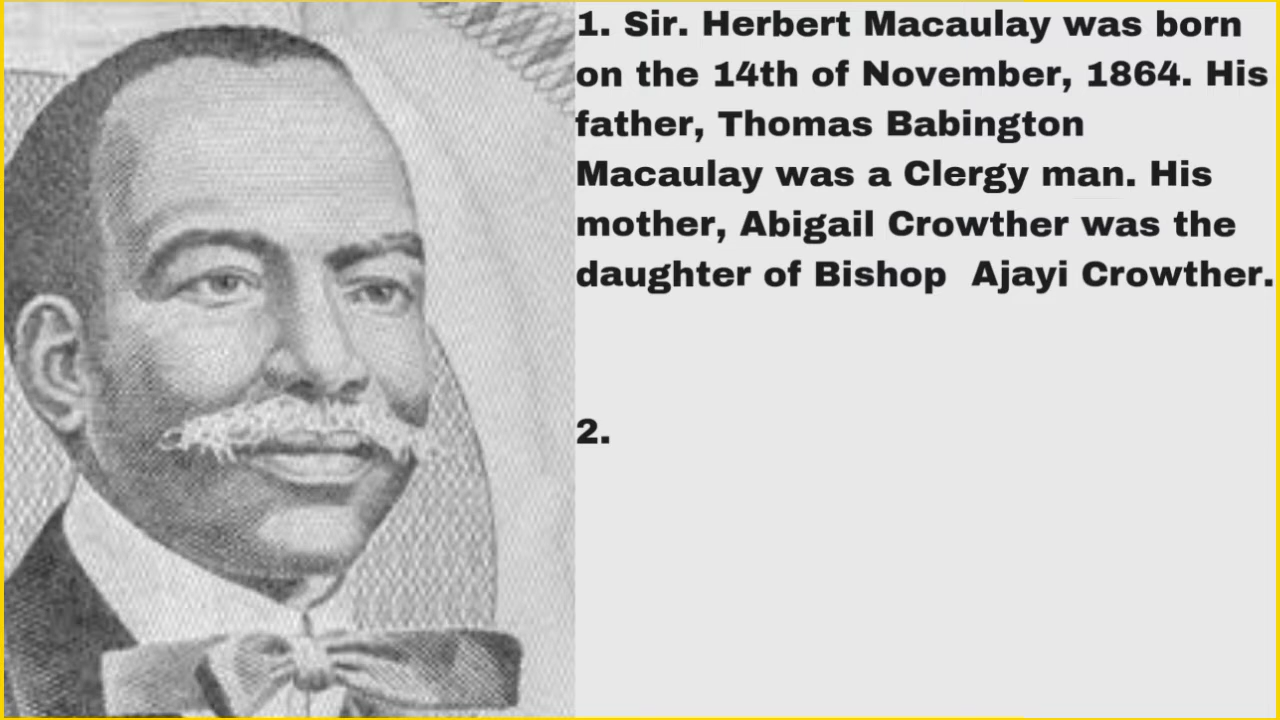 1. Sir. Herbert Macaulay was born
on the 14th of November, 1864. His
father, Thomas Babington
Macaulay was a Clergy man. His
mother, Abigail Crowther was the
daughter of Bishop  Ajayi Crowther.
2.